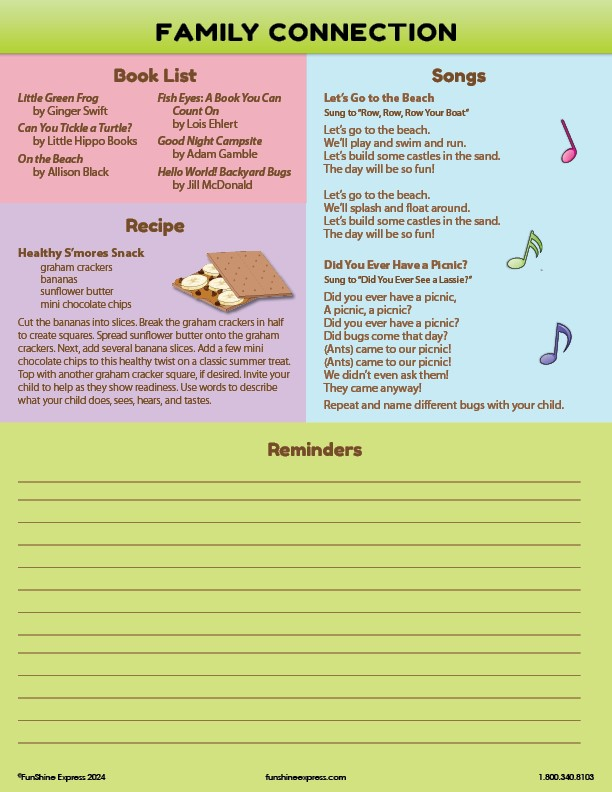 FAMILY CONNECTION
Book List
Little Green Frog
by Ginger Swift
Can You Tickle a Turtle?
by Little Hippo Books
On the Beach
by Allison Black
Fish Eyes: A Book You Can
Count On
by Lois Ehlert
Good Night Campsite
by Adam Gamble
Hello World! Backyard Bugs
by Jill McDonald
Recipe
Healthy S'mores Snack
graham crackers
bananas
sunflower butter
mini chocolate chips
Cut the bananas into slices. Break the graham crackers in half
to create squares. Spread sunflower butter onto the graham
crackers. Next, add several banana slices. Add a few mini
chocolate chips to this healthy twist on a classic summer treat.
Top with another graham cracker square, if desired. Invite your
child to help as they show readiness. Use words to describe
what your child does, sees, hears, and tastes.
Songs
Let's Go to the Beach
Sung to "Row, Row, Row Your Boat"
Let's go to the beach.
We'll play and swim and run.
Let's build some castles in the sand.
The day will be so fun!
Let's go to the beach.
We'll splash and float around.
Let's build some castles in the sand.
The day will be so fun!
Did You Ever Have a Picnic?
Sung to "Did You Ever See a Lassie?"
Did you ever have a picnic,
A picnic, a picnic?
Did you ever have a picnic?
Did bugs come that day?
(Ants) came to our picnic!
(Ants) came to our picnic!
We didn't even ask them!
They came anyway!
Repeat and name different bugs with your child.
Reminders
©FunShine Express 2024
funshineexpress.com
1.800.340.8103